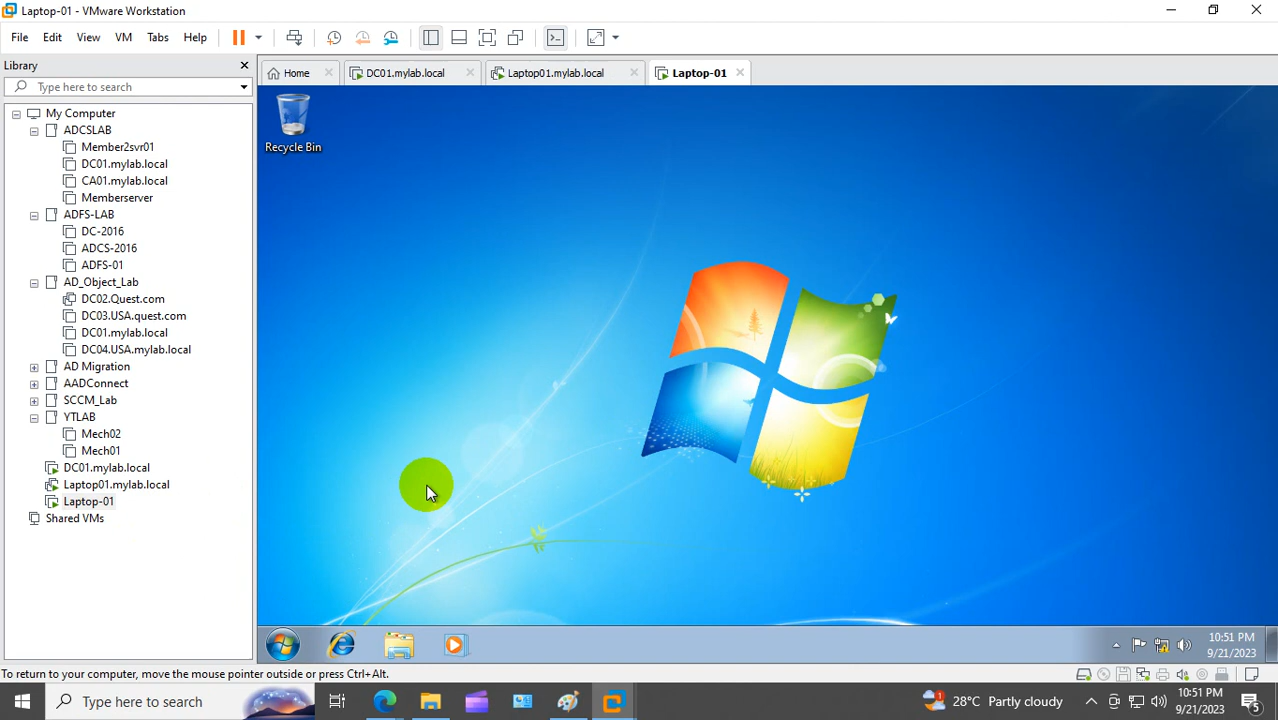 Laptop-01 - VMware Workstation
File Edit View VM Tabs Help
Library
Type here to search
Home DC01.mylab.local Laptop01.mylab.local Laptop-01
My Computer
ADCSLAB
Member2svr01
DC01.mylab.local
CA01.mylab.local
Memberserver
ADFS-LAB
DC-2016
ADCS-2016
ADFS-01
AD_Object_Lab
DC02.Quest.com
DC03.USA.quest.com
DC01.mylab.local
DC04.USA.mylab.local
AD Migration
AADConnect
SCCM_Lab
YTLAB
Mech02
Mech01
DC01.mylab.local
Laptop01.mylab.local
Laptop-01
Shared VMs
Recycle Bin
10:51 PM
9/21/2023
To return to your computer, move the mouse pointer outside or press Ctrl+Alt.
Type here to search
1
28°C Partly cloudy
10:51 PM
9/21/2023
5